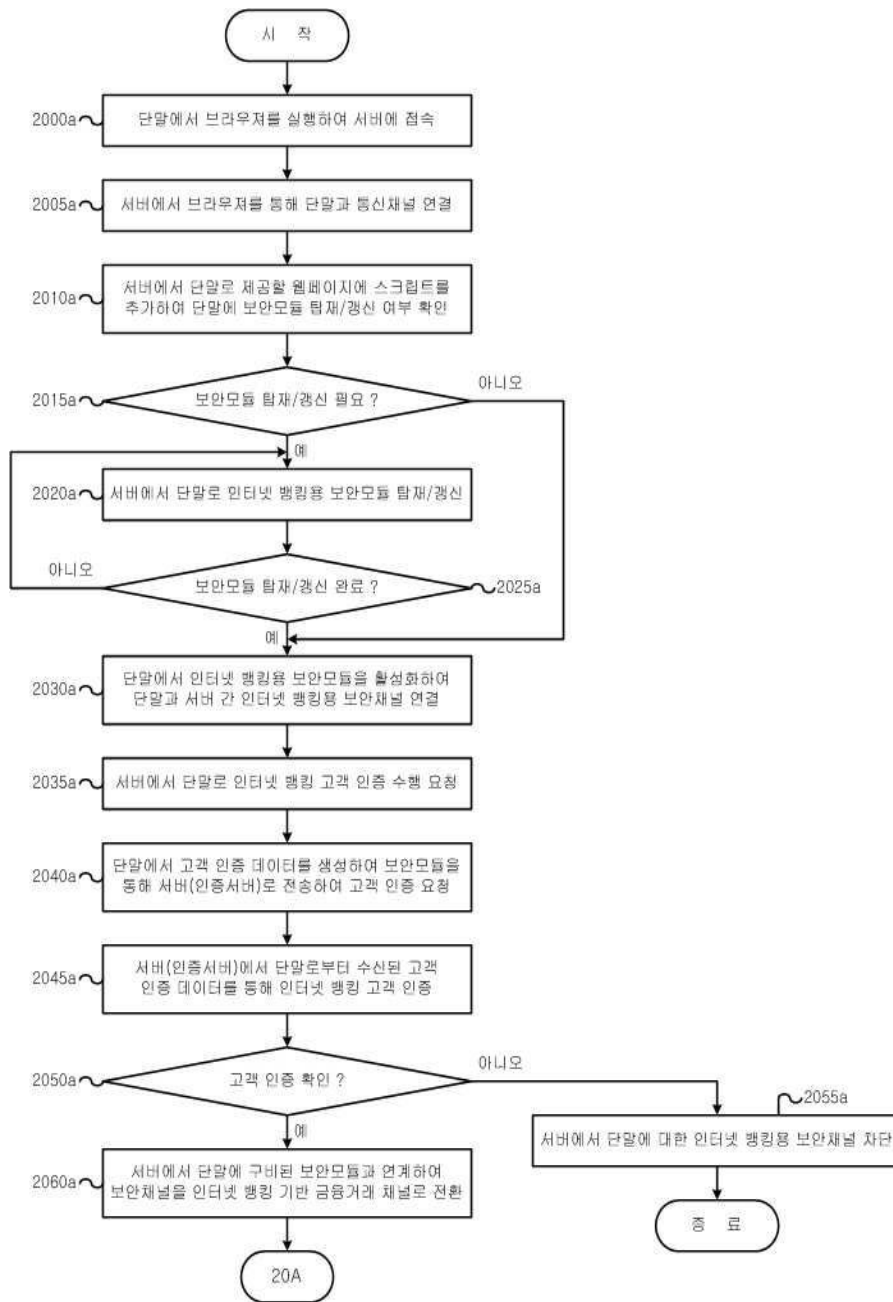 시 작
2000a
단말에서 브라우저를 실행하여 서버에 접속
2005a
서버에서 브라우저를 통해 단말과 통신채널 연결
2010a
서버에서 단말로 제공할 웹페이지에 스크립트를
추가하여 단말에 보안모듈 탑재/갱신 여부 확인
2015a
보안모듈 탑재/갱신 필요 ?
아니오
예
2020a
서버에서 단말로 인터넷 뱅킹용 보안모듈 탑재/갱신
아니오
보안모듈 탑재/갱신 완료 ?
2025a
예
2030a
단말에서 인터넷 뱅킹용 보안모듈을 활성화하여
단말과 서버 간 인터넷 뱅킹용 보안채널 연결
2035a
서버에서 단말로 인터넷 뱅킹 고객 인증 수행 요청
2040a
단말에서 고객 인증 데이터를 생성하여 보안모듈을
통해 서버(인증서버)로 전송하여 고객 인증 요청
2045a
서버(인증서버)에서 단말로부터 수신된 고객
인증 데이터를 통해 인터넷 뱅킹 고객 인증
2050a
고객 인증 확인 ?
아니오
예
2055a
서버에서 단말에 대한 인터넷 뱅킹용 보안채널 차단
2060a
서버에서 단말에 구비된 보안모듈과 연계하여
보안채널을 인터넷 뱅킹 기반 금융거래 채널로 전환
종 료
20A